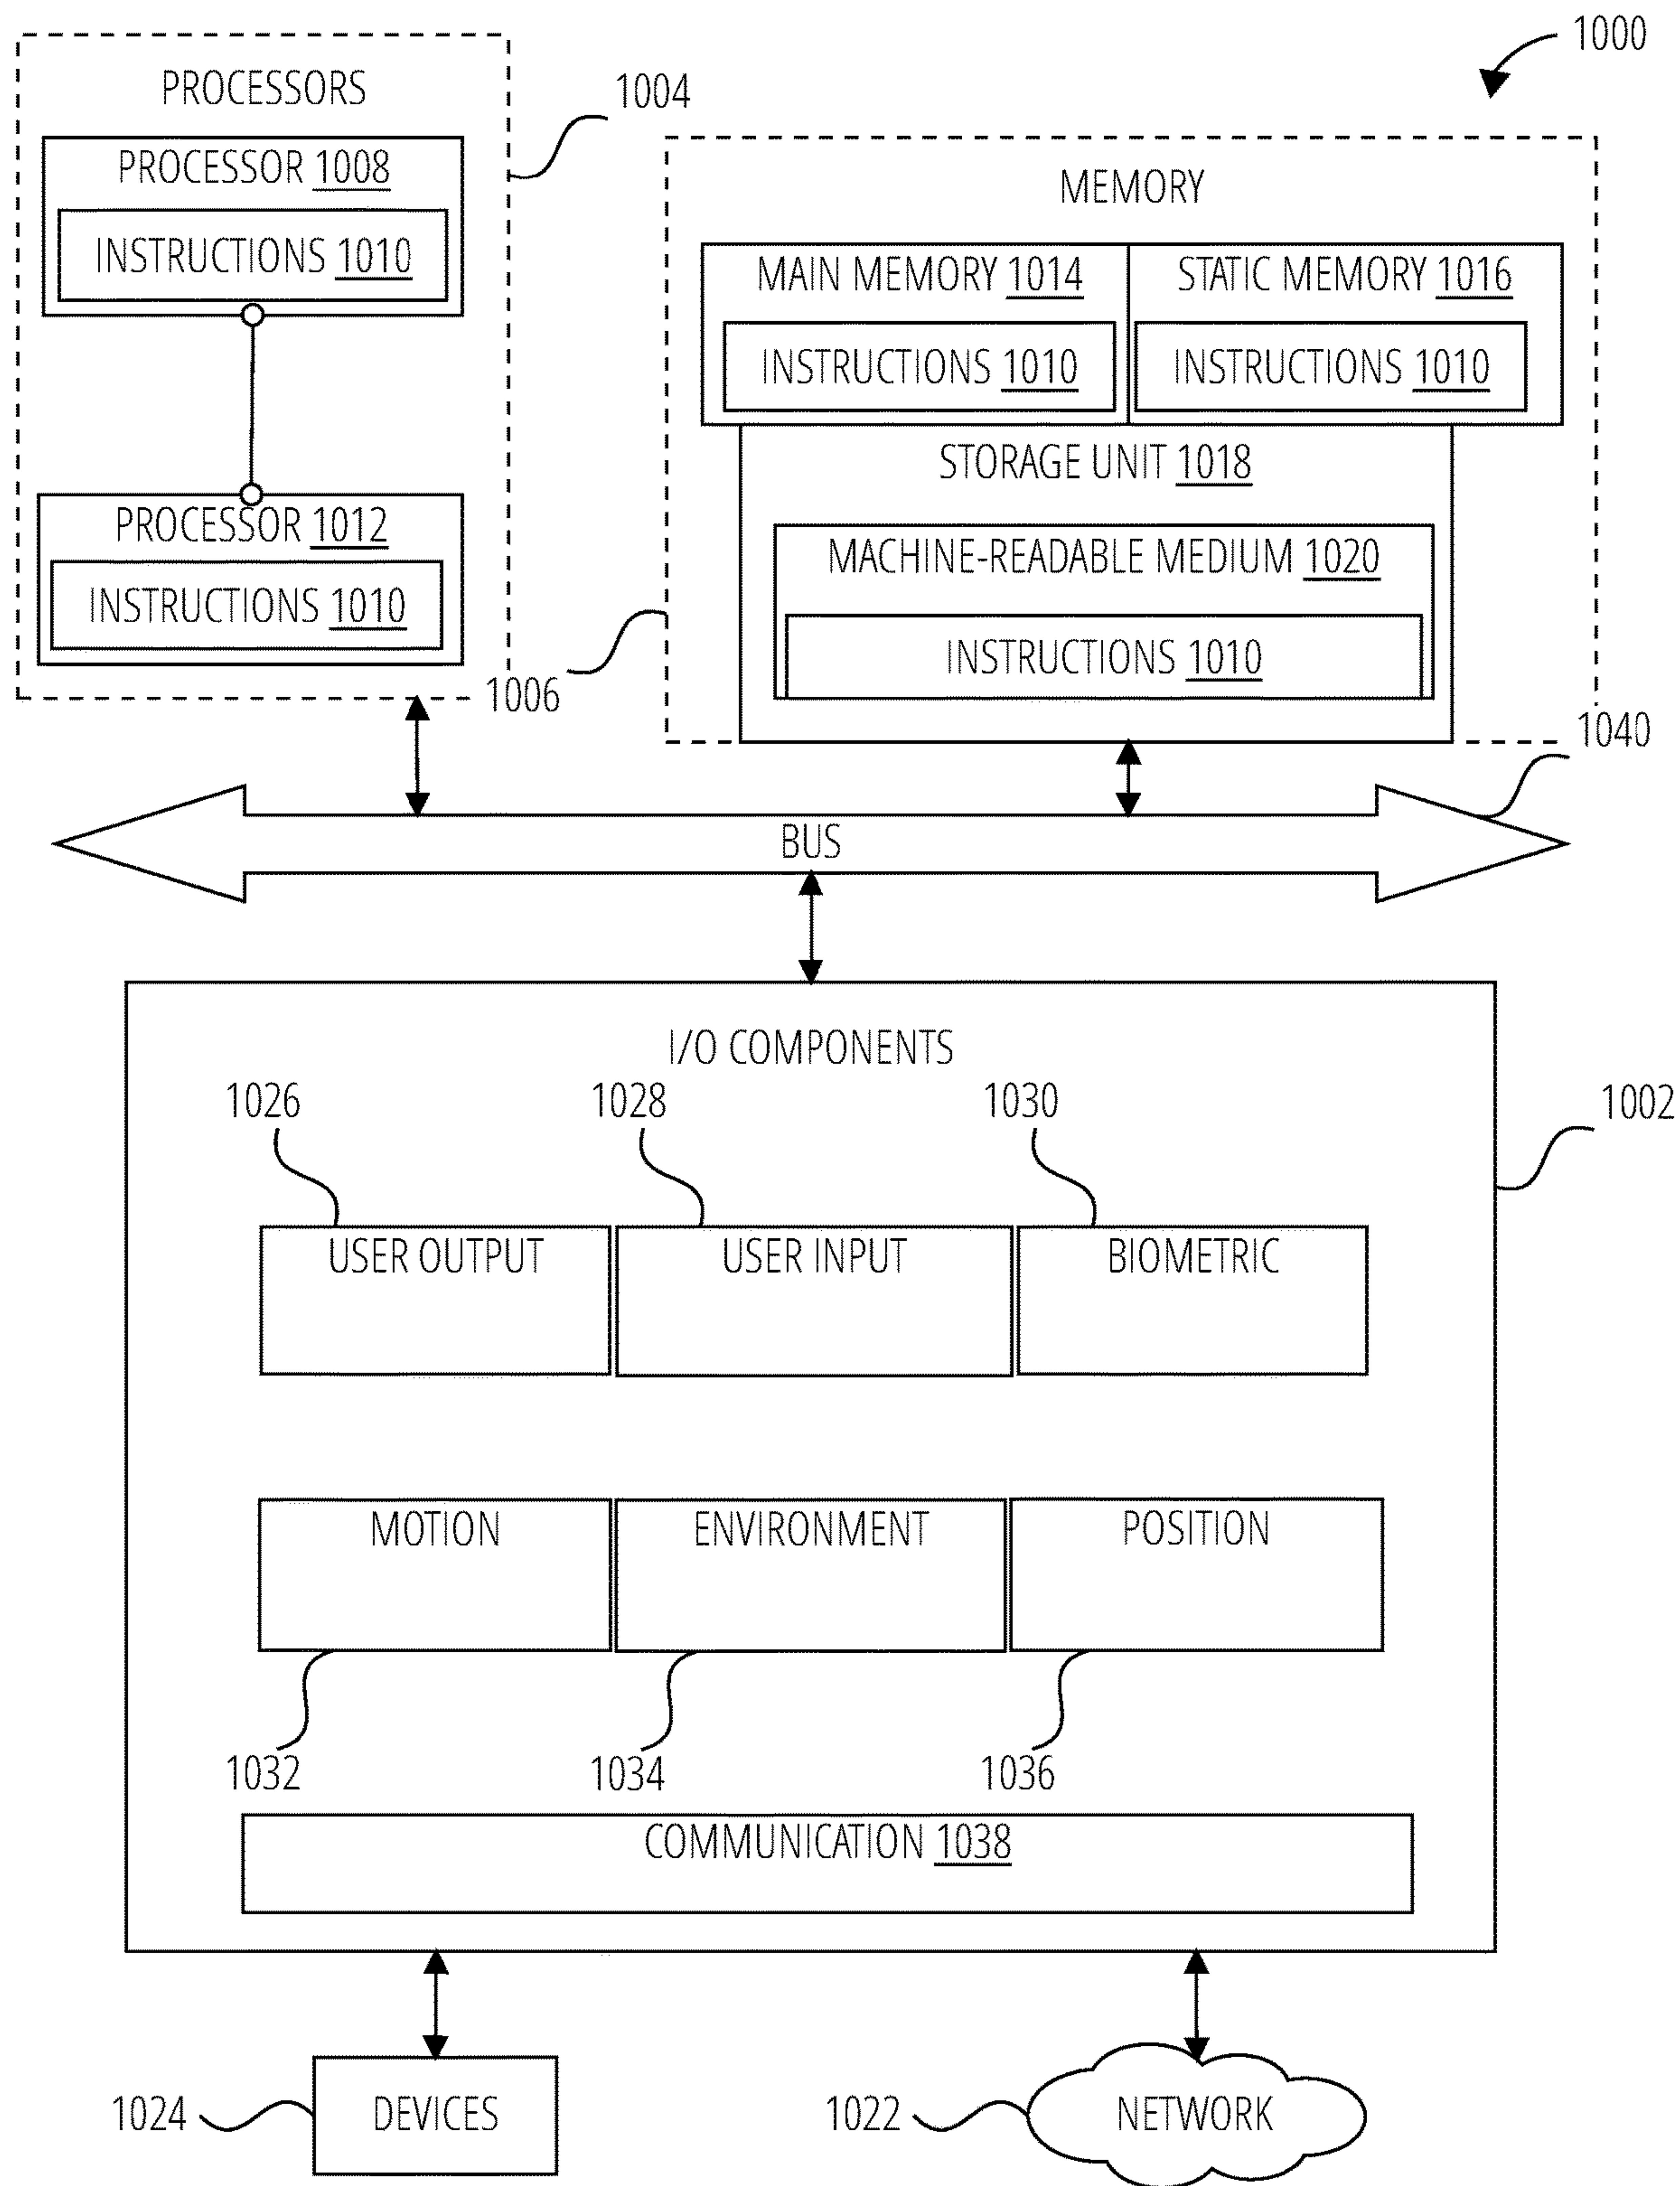 1000
PROCESSORS
1004
PROCESSOR 1008
INSTRUCTIONS 1010
PROCESSOR 1012
INSTRUCTIONS 1010
MEMORY
MAIN MEMORY 1014
INSTRUCTIONS 1010
STATIC MEMORY 1016
INSTRUCTIONS 1010
STORAGE UNIT 1018
MACHINE-READABLE MEDIUM 1020
INSTRUCTIONS 1010
1006
1040
BUS
I/O COMPONENTS
1002
1026
1028
1030
USER OUTPUT
USER INPUT
BIOMETRIC
MOTION
ENVIRONMENT
POSITION
1032
1034
1036
COMMUNICATION 1038
1024
DEVICES
1022
NETWORK